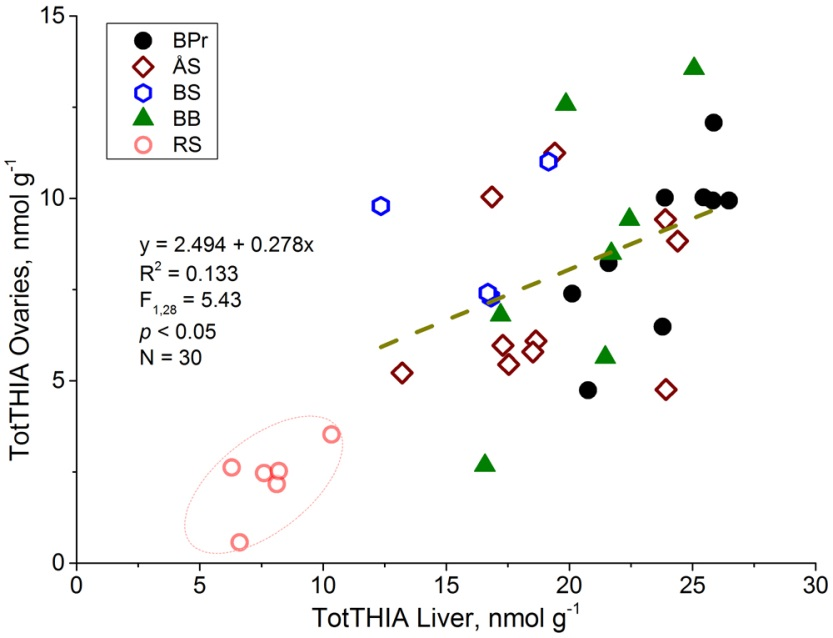 15
10
5
0
TotTHIA Ovaries, nmol g-1
BPr
ÅS
BS
BB
RS
y = 2.494 + 0.278x
R2 = 0.133
F1,28 = 5.43
p < 0.05
N = 30
0 5 10 15 20 25 30
TotTHIA Liver, nmol g-1